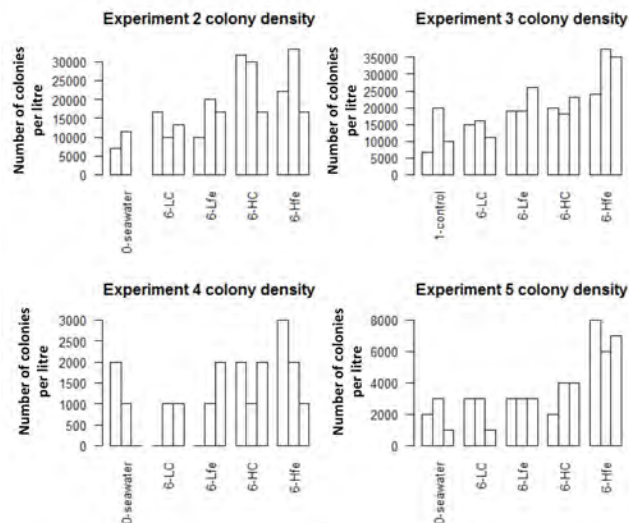 Experiment 2 colony density
Number of colonies
per litre
30000
25000
20000
15000
10000
5000
0
0-seawater
6-LC
6-Lfe
6-HC
6-Hfe
Experiment 3 colony density
Number of colonies
per litre
35000
30000
25000
20000
15000
10000
5000
0
1-control
6-LC
6-Lfe
6-HC
6-Hfe
Experiment 4 colony density
Number of colonies
per litre
3000
2500
2000
1500
1000
500
0
0-seawater
6-LC
6-Lfe
6-HC
6-Hfe
Experiment 5 colony density
Number of colonies
per litre
8000
6000
4000
2000
0
0-seawater
6-LC
6-Lfe
6-HC
6-Hfe